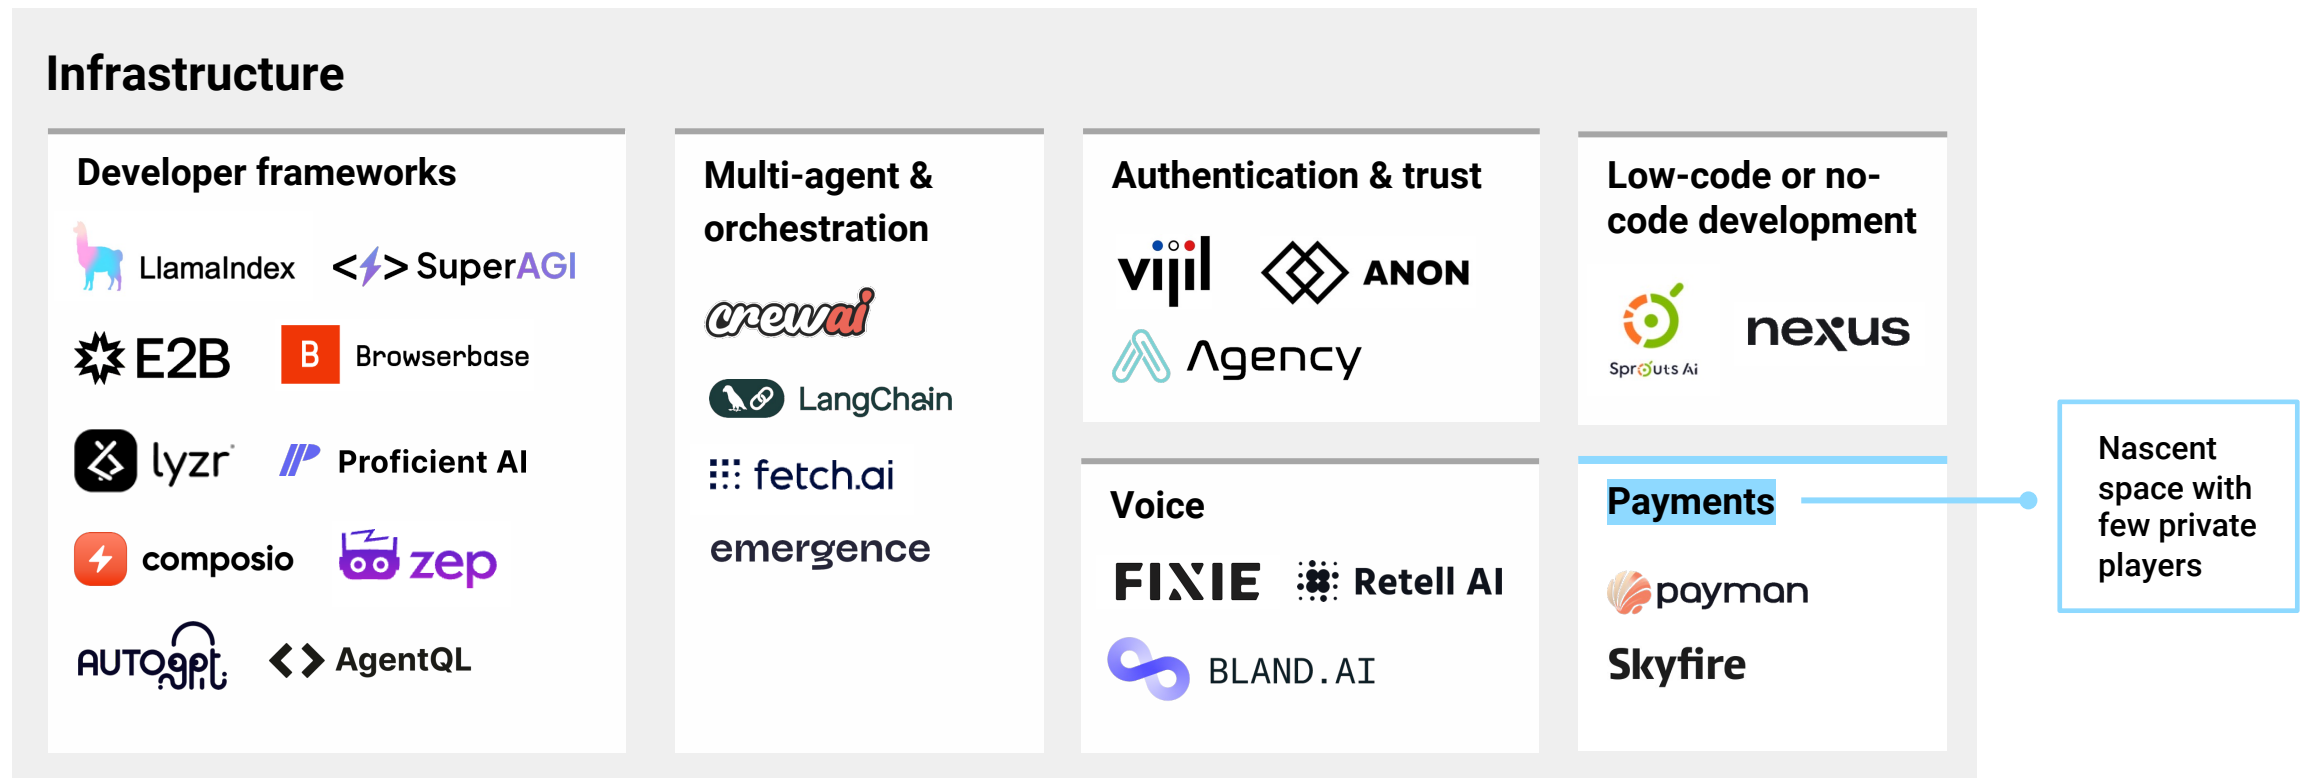 Infrastructure
Developer frameworks
LlamaIndex
SuperAGI
E2B
B Browserbase
lyzr
Proficient AI
composio
zep
AUTOgpt
AgentQL
Multi-agent &
orchestration
crewai
LangChain
fetch.ai
emergence
Authentication & trust
vijil
ANON
Agency
Voice
FIXIE
Retell AI
BLAND.AI
Low-code or no-
code development
Sprouts Ai
nexus
Payments
payman
Skyfire
Nascent
space with
few private
players